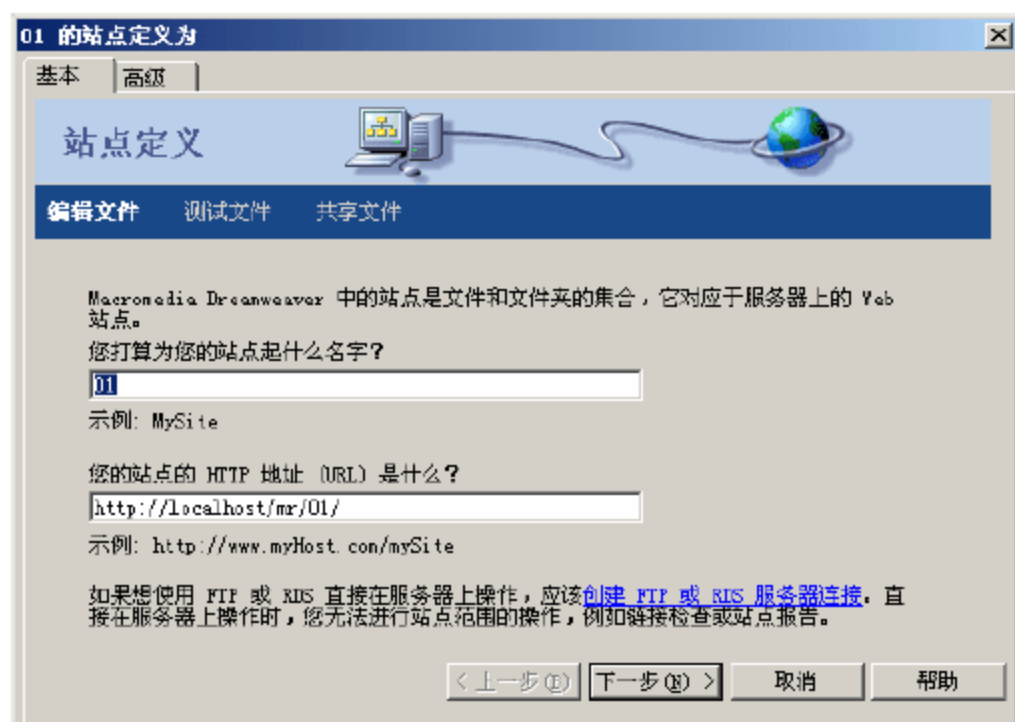 01 的站点定义为
基本 高级
站点定义
编辑文件 测试文件 共享文件
Macromedia Dreamweaver 中的站点是文件和文件夹的集合，它对应于服务器上的 Web
站点。
您打算为您的站点起什么名字？
01
示例: MySite
您的站点的 HTTP 地址 (URL) 是什么？
http://localhost/mr/01/
示例: http://www.myHost.com/mySite
如果想使用 FTP 或 RDS 直接在服务器上操作，应该创建 FTP 或 RDS 服务器连接。直
接在服务器上操作时，您无法进行站点范围的操作，例如链接检查或站点报告。
< 上一步(B) 下一步(N) > 取消 帮助